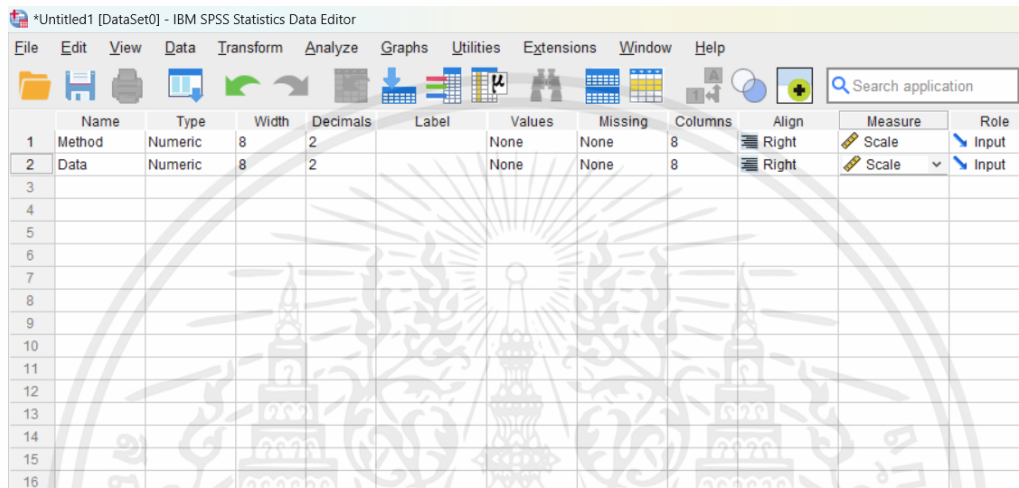 *Untitled1 [DataSet0] - IBM SPSS Statistics Data Editor
File Edit View Data Transform Analyze Graphs Utilities Extensions Window Help
Search application
Name Type Width Decimals Label Values Missing Columns Align Measure Role
1 Method Numeric 8 2 None None 8 Right Scale Input
2 Data Numeric 8 2 None None 8 Right Scale Input
3
4
5
6
7
8
9
10
11
12
13
14
15
16